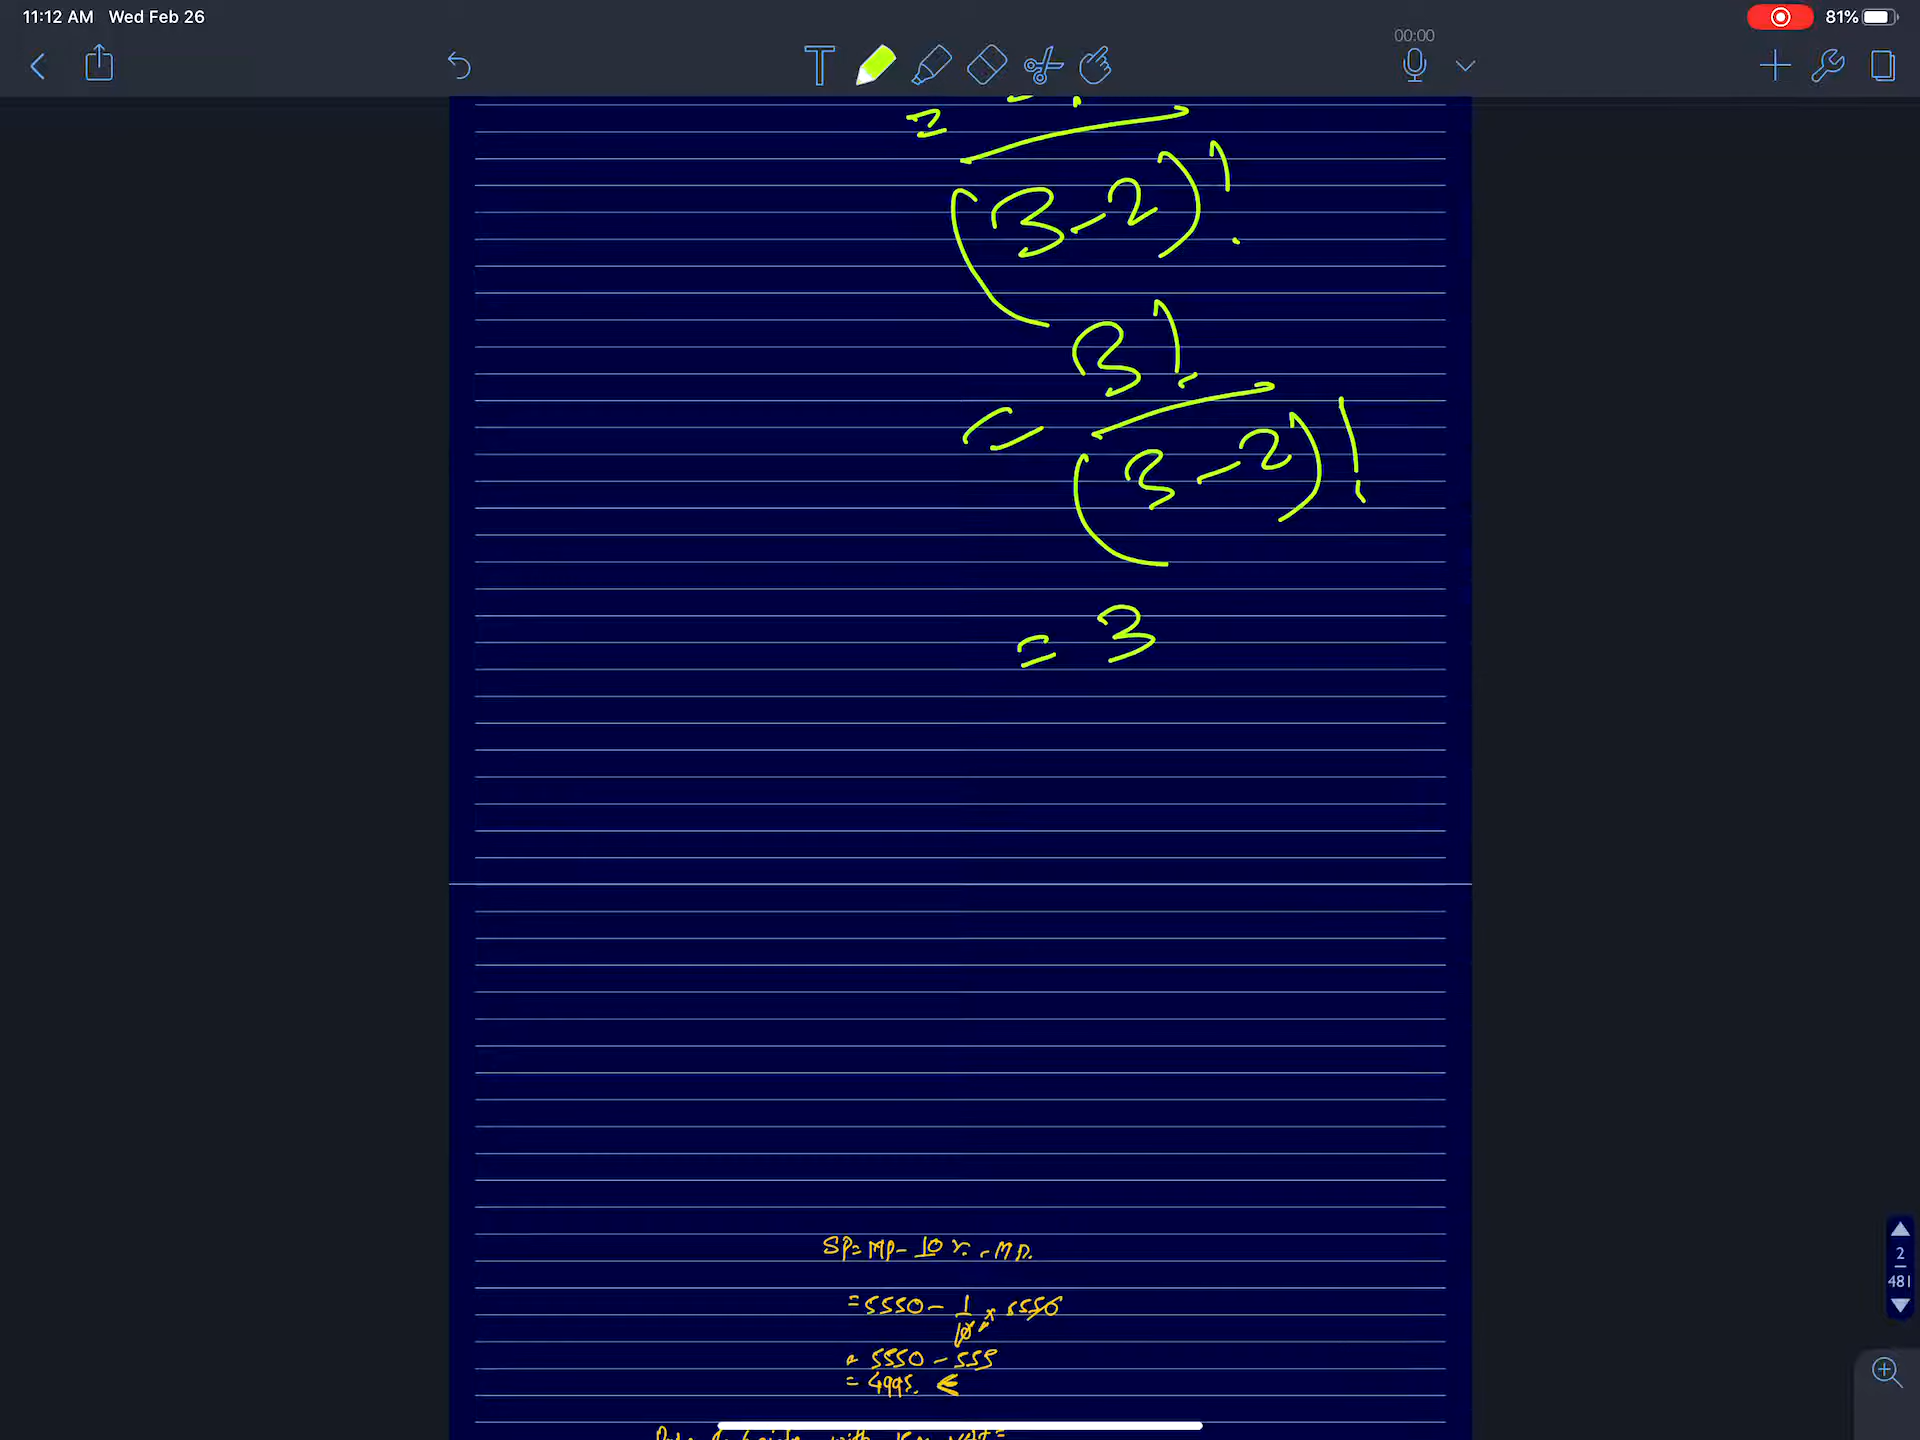 11:12 AM Wed Feb 26
81%
00:00
T
=
(3-2)!
3!
=
(3-2)!
= 3
2
481
SP= MP- 10 %. -MP.
=5550- 1/10 × 5550
= 5550 - 555
= 4995.
with